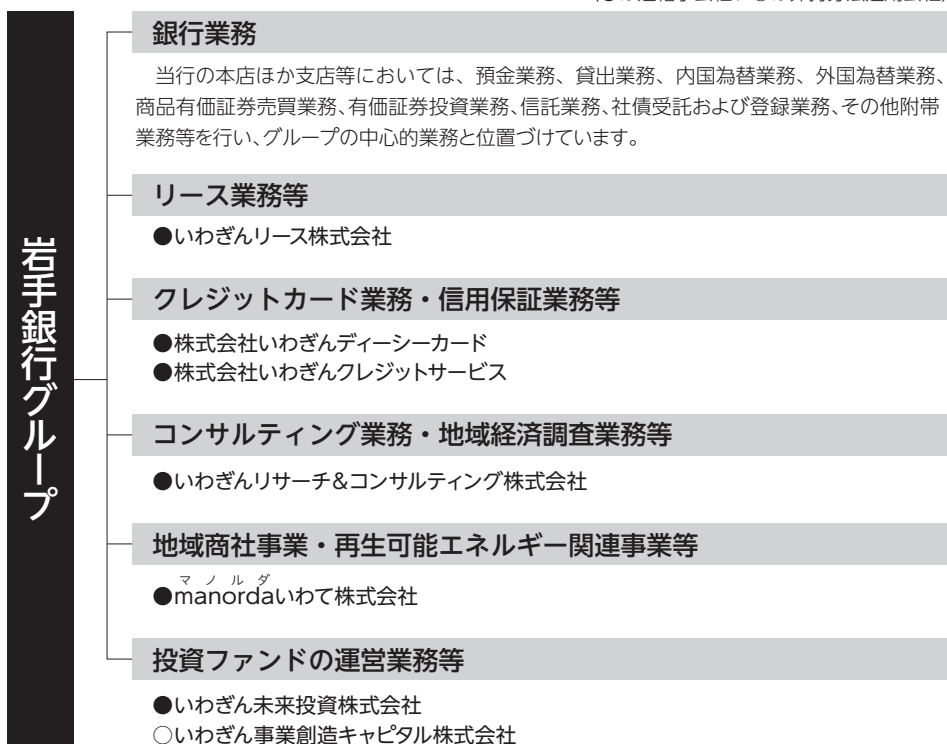 岩手銀行グループ
銀行業務
当行の本店ほか支店等においては、預金業務、貸出業務、内国為替業務、外国為替業務、
商品有価証券売買業務、有価証券投資業務、信託業務、社債受託および登録業務、その他附帯
業務等を行い、グループの中心的業務と位置づけています。
リース業務等
●いわぎんリース株式会社
クレジットカード業務・信用保証業務等
●株式会社いわぎんディーシーカード
●株式会社いわぎんクレジットサービス
コンサルティング業務・地域経済調査業務等
●いわぎんリサーチ&コンサルティング株式会社
地域商社事業・再生可能エネルギー関連事業等
マノルダ
●manordaいわて株式会社
投資ファンドの運営業務等
●いわぎん未来投資株式会社
○いわぎん事業創造キャピタル株式会社